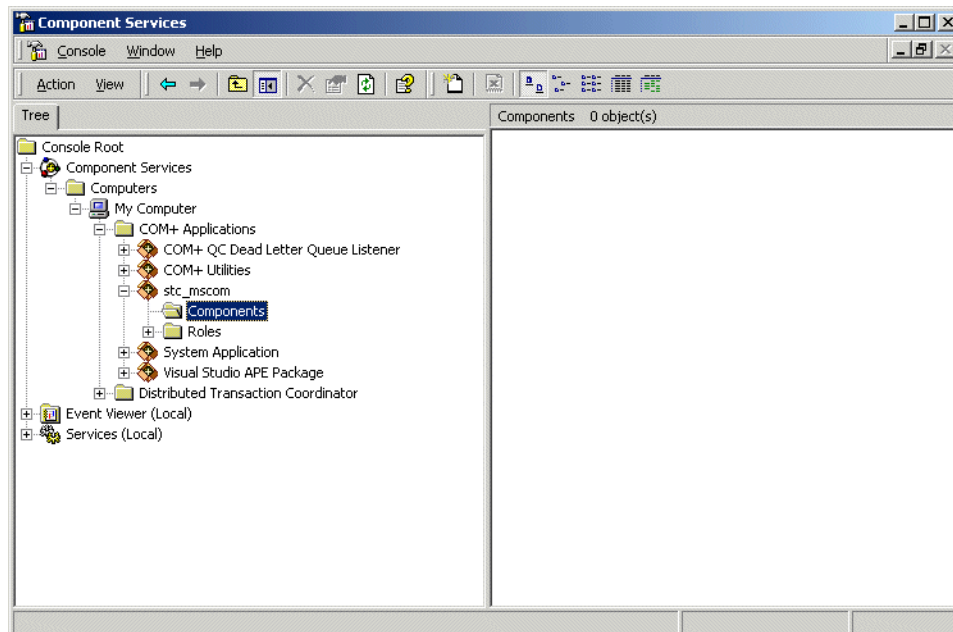 Component Services
Console Window Help
Action View
Tree
Components 0 object(s)
Console Root
Component Services
Computers
My Computer
COM+ Applications
COM+ QC Dead Letter Queue Listener
COM+ Utilities
stc_mscom
Components
Roles
System Application
Visual Studio APE Package
Distributed Transaction Coordinator
Event Viewer (Local)
Services (Local)